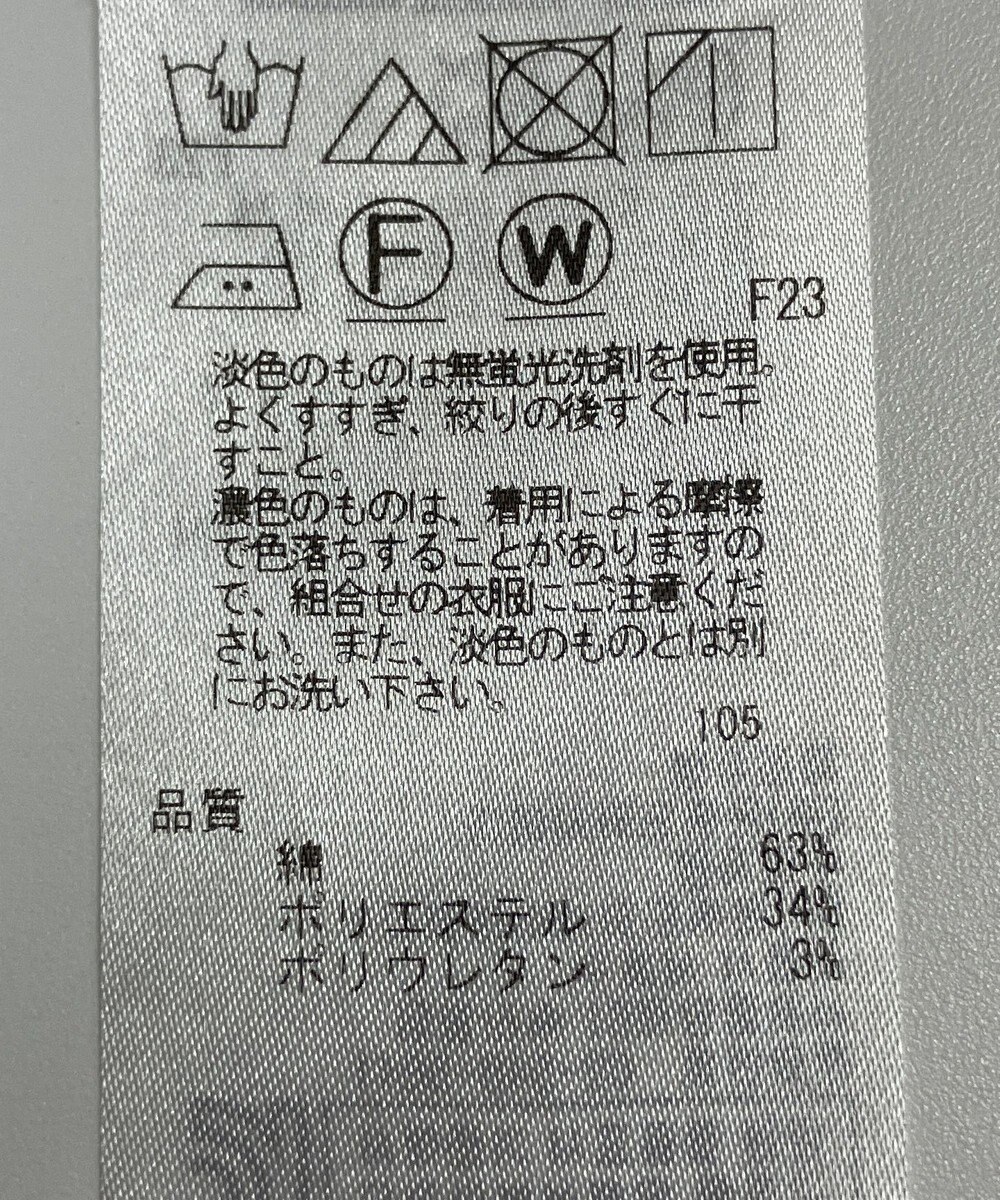 F W
F23
淡色のものは無蛍光洗剤を使用。
よくすすぎ、絞りの後すぐに干
すこと。
濃色のものは、着用による摩擦
で色落ちすることがありますの
で、組合せの衣服にご注意くだ
さい。また、淡色のものとは別
にお洗い下さい。
105
品質
綿 63%
ポリエステル 34%
ポリウレタン 3%